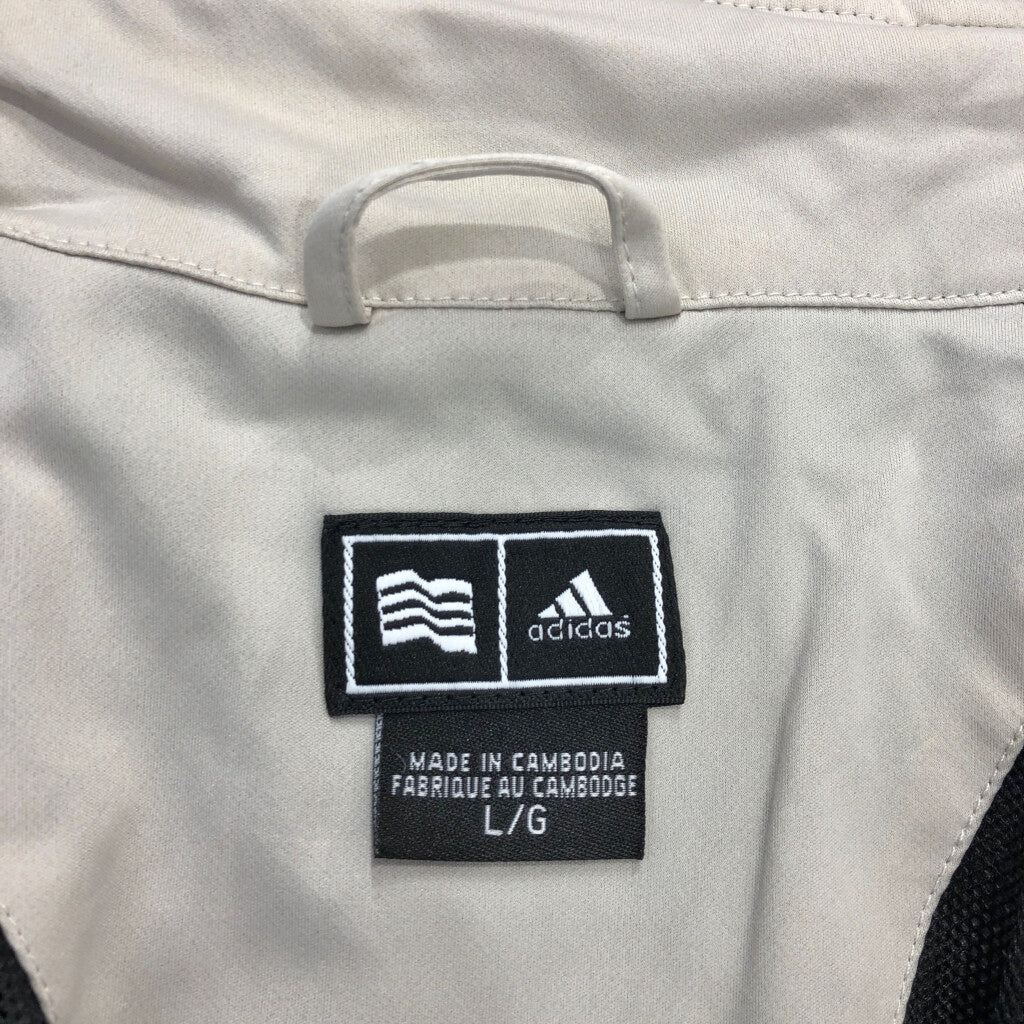 adidas
MADE IN CAMBODIA
FABRIQUE AU CAMBODGE
L/G